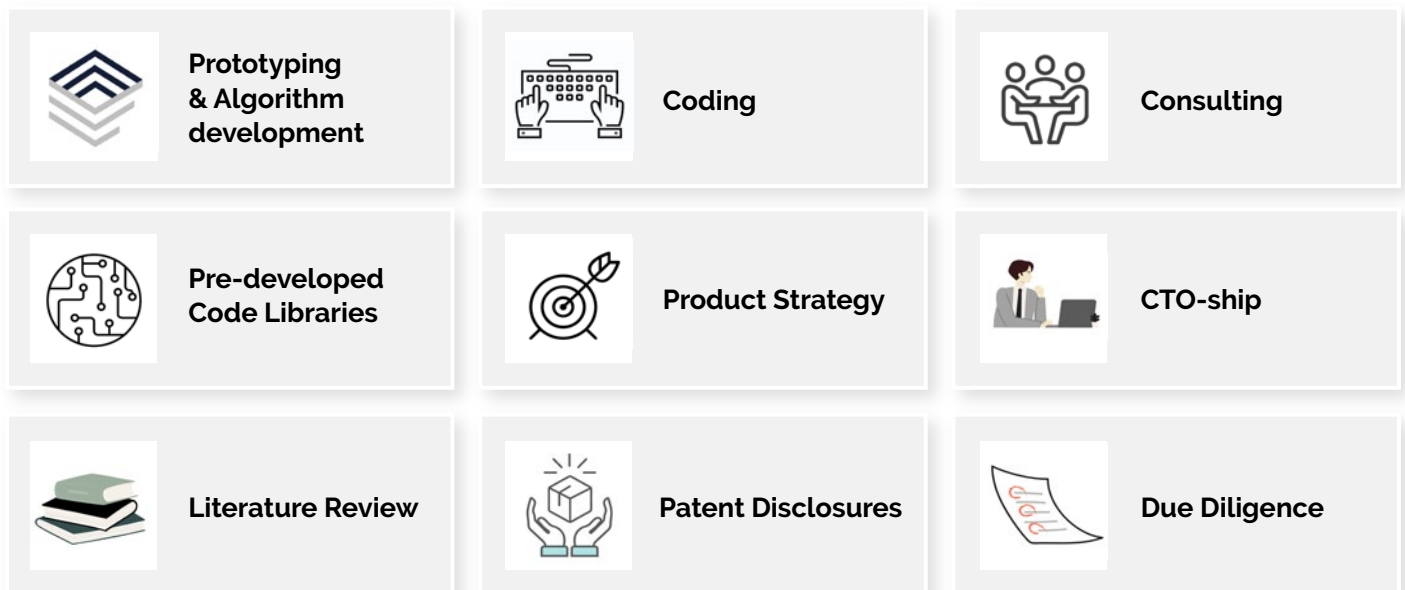 Prototyping
& Algorithm
development
Coding
Consulting
Pre-developed
Code Libraries
Product Strategy
CTO-ship
Literature Review
Patent Disclosures
Due Diligence